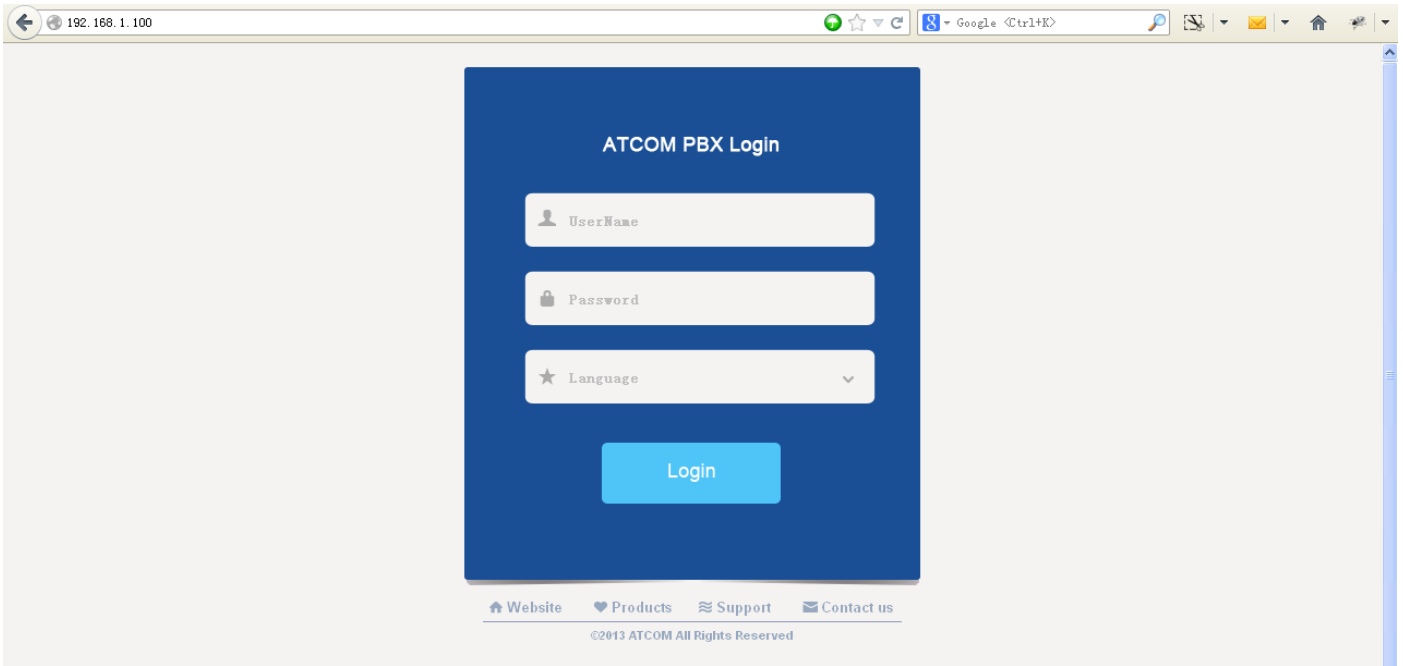 192.168.1.100
Google <Ctrl+K>
ATCOM PBX Login
UserName
Password
Language
Login
Website Products Support Contact us
©2013 ATCOM All Rights Reserved